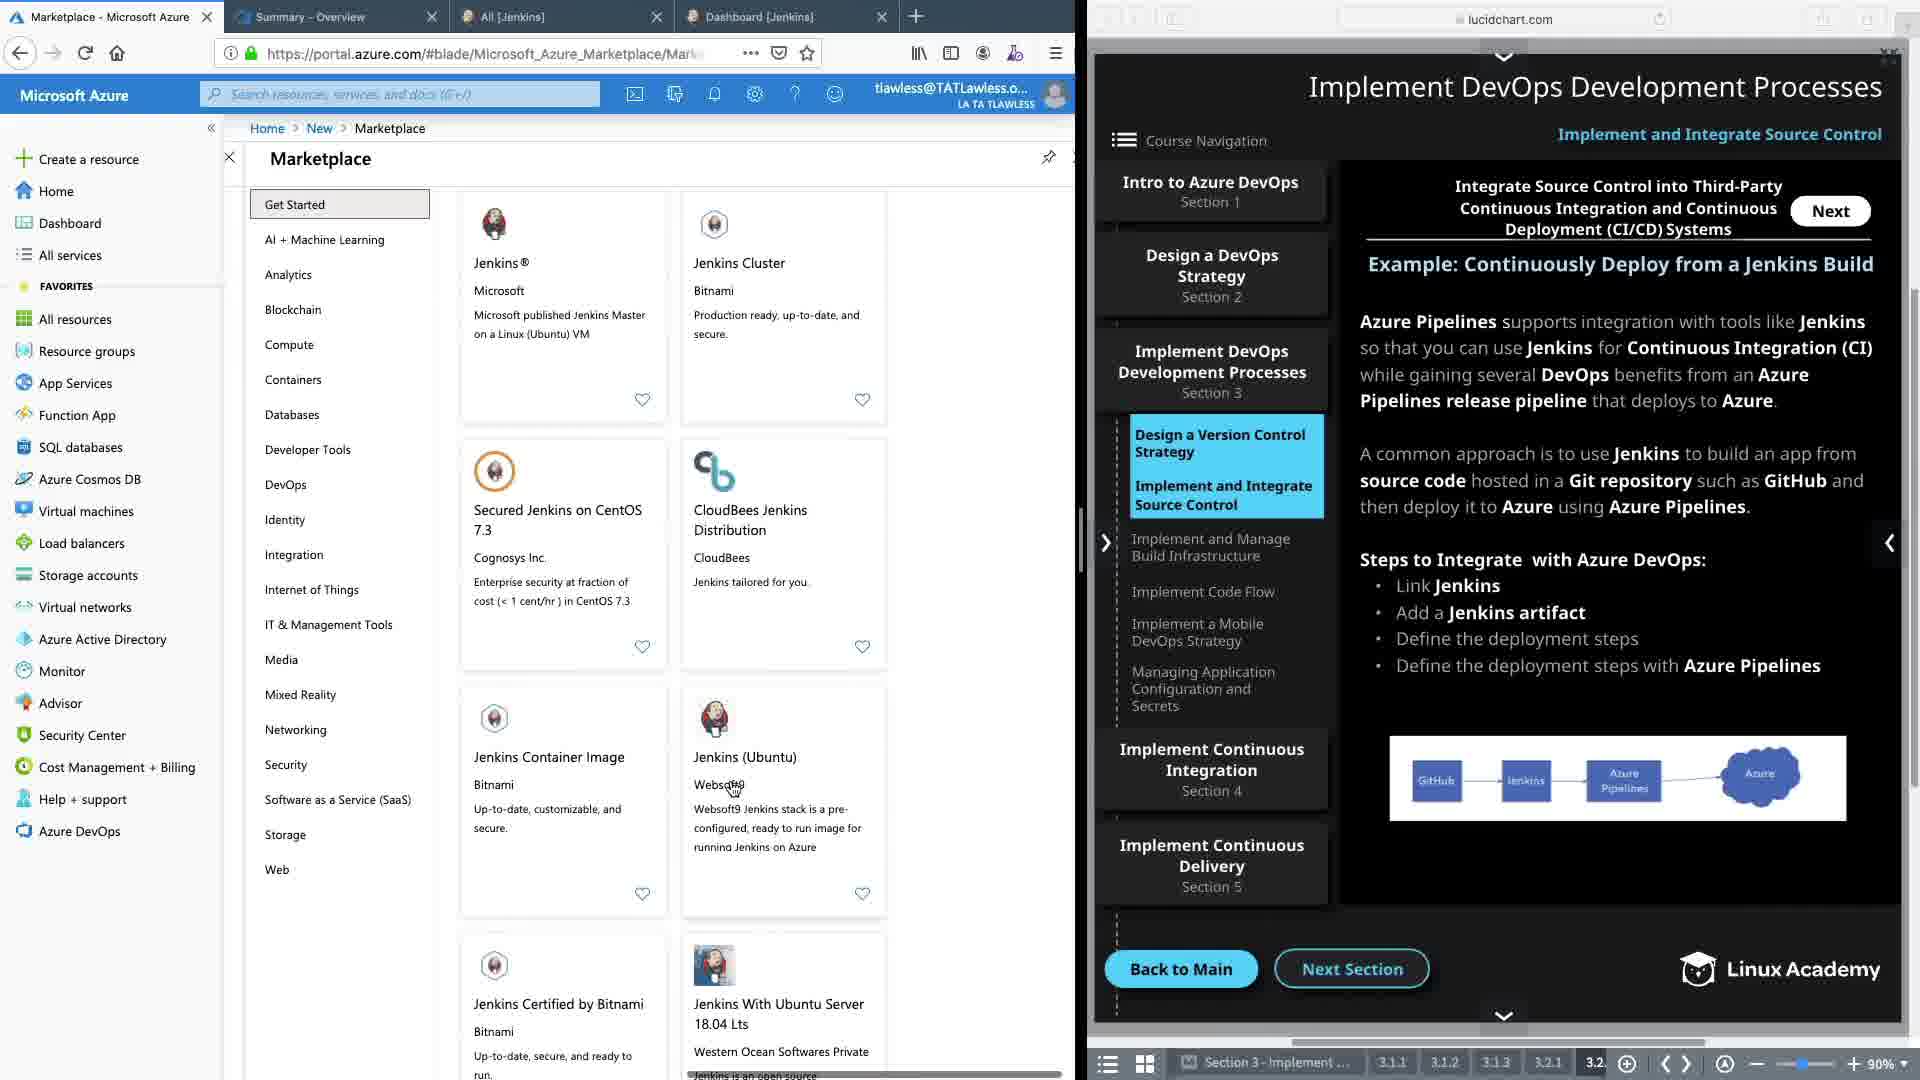 Marketplace - Microsoft Azure
Summary - Overview
All [Jenkins]
Dashboard [Jenkins]
https://portal.azure.com/#blade/Microsoft_Azure_Marketplace/Mark
Microsoft Azure
Search resources, services, and docs (G+/)
tlawless@TATLawless.o...
LA TA TLAWLESS
Home > New > Marketplace
Create a resource
Home
Dashboard
All services
FAVORITES
All resources
Resource groups
App Services
Function App
SQL databases
Azure Cosmos DB
Virtual machines
Load balancers
Storage accounts
Virtual networks
Azure Active Directory
Monitor
Advisor
Security Center
Cost Management + Billing
Help + support
Azure DevOps
Marketplace
Get Started
AI + Machine Learning
Analytics
Blockchain
Compute
Containers
Databases
Developer Tools
DevOps
Identity
Integration
Internet of Things
IT & Management Tools
Media
Mixed Reality
Networking
Security
Software as a Service (SaaS)
Storage
Web
Jenkins®
Microsoft
Microsoft published Jenkins Master
on a Linux (Ubuntu) VM
Jenkins Cluster
Bitnami
Production ready, up-to-date, and
secure.
Secured Jenkins on CentOS
7.3
Cognosys Inc.
Enterprise security at fraction of
cost (< 1 cent/hr ) in CentOS 7.3
CloudBees Jenkins
Distribution
CloudBees
Jenkins tailored for you.
Jenkins Container Image
Bitnami
Up-to-date, customizable, and
secure.
Jenkins (Ubuntu)
Websoft9
Websoft9 Jenkins stack is a pre-
configured, ready to run image for
running Jenkins on Azure
Jenkins Certified by Bitnami
Bitnami
Up-to-date, secure, and ready to
run.
Jenkins With Ubuntu Server
18.04 Lts
Western Ocean Softwares Private
Jenkins is an open source
lucidchart.com
Implement DevOps Development Processes
Course Navigation
Implement and Integrate Source Control
Intro to Azure DevOps
Section 1
Design a DevOps
Strategy
Section 2
Implement DevOps
Development Processes
Section 3
Design a Version Control
Strategy
Implement and Integrate
Source Control
Implement and Manage
Build Infrastructure
Implement Code Flow
Implement a Mobile
DevOps Strategy
Managing Application
Configuration and
Secrets
Implement Continuous
Integration
Section 4
Implement Continuous
Delivery
Section 5
Integrate Source Control into Third-Party
Continuous Integration and Continuous
Deployment (CI/CD) Systems
Next
Example: Continuously Deploy from a Jenkins Build
Azure Pipelines supports integration with tools like Jenkins
so that you can use Jenkins for Continuous Integration (CI)
while gaining several DevOps benefits from an Azure
Pipelines release pipeline that deploys to Azure.
A common approach is to use Jenkins to build an app from
source code hosted in a Git repository such as GitHub and
then deploy it to Azure using Azure Pipelines.
Steps to Integrate with Azure DevOps:
• Link Jenkins
• Add a Jenkins artifact
• Define the deployment steps
• Define the deployment steps with Azure Pipelines
GitHub
Jenkins
Azure
Pipelines
Azure
Back to Main
Next Section
Linux Academy
Section 3 - Implement ...
3.1.1
3.1.2
3.1.3
3.2.1
3.2.
90%